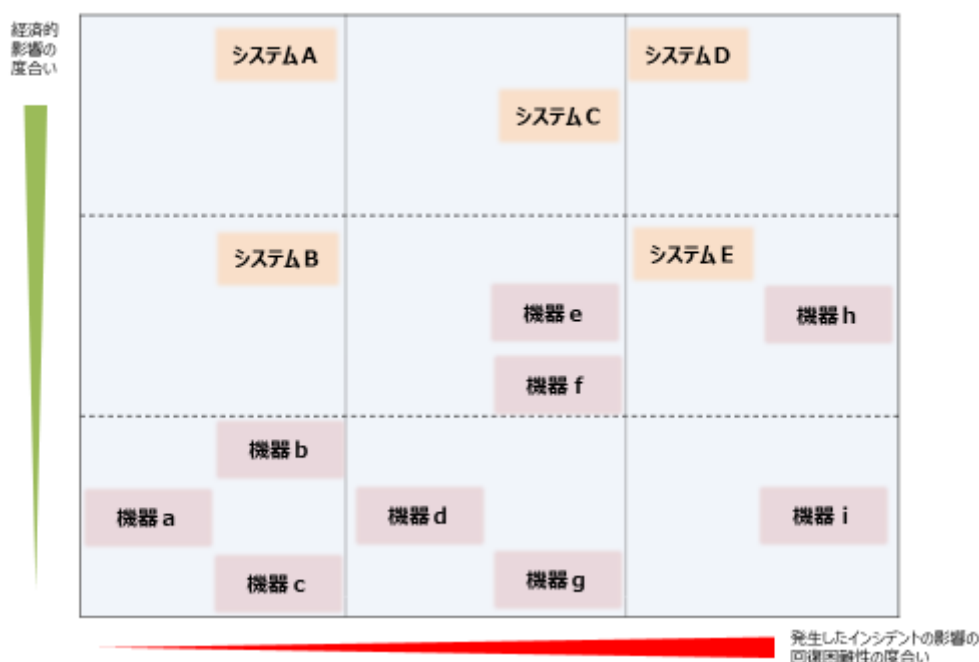 経済的
影響の
度合い
システムA
システムD
システムC
システムB
システムE
機器e
機器h
機器f
機器b
機器a
機器d
機器i
機器c
機器g
発生したインシデントの影響の
回復困難性の度合い